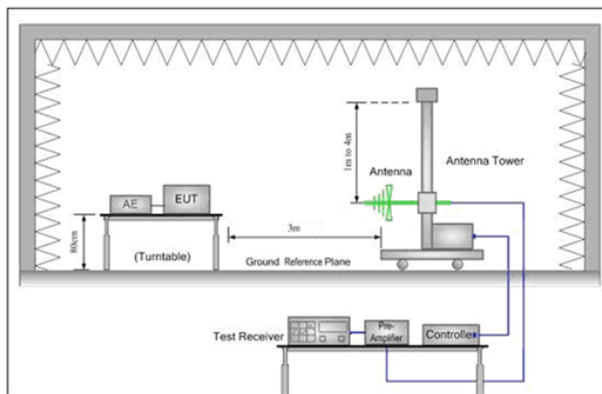 1m to 4m
Antenna
Antenna Tower
AE
EUT
80cm
(Turntable)
3m
Ground Reference Plane
Test Receiver
Pre-
Amplifier
Controller